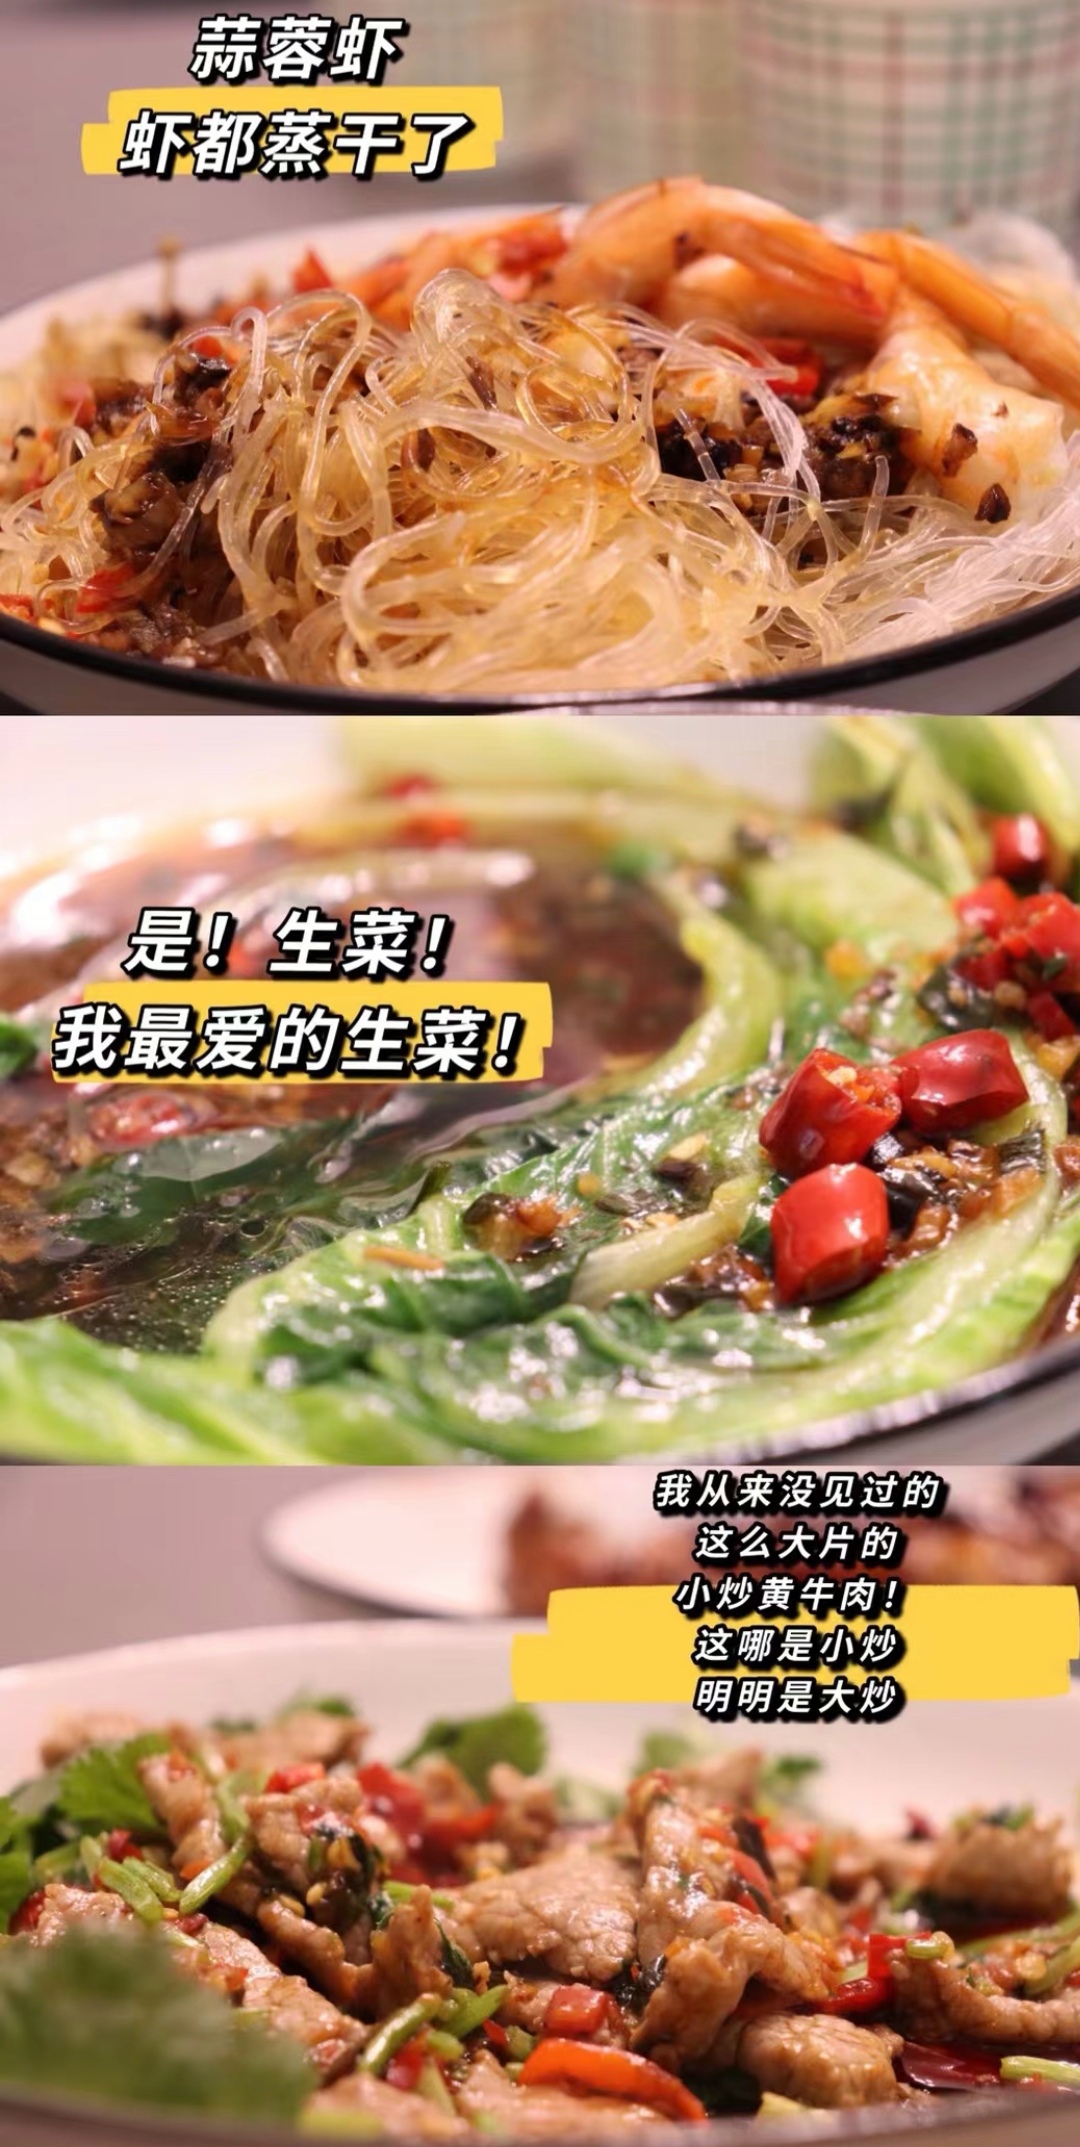 蒜蓉虾
虾都蒸干了
是！生菜！
我最爱的生菜！
我从来没见过的
这么大片的
小炒黄牛肉！
这哪是小炒
明明是大炒